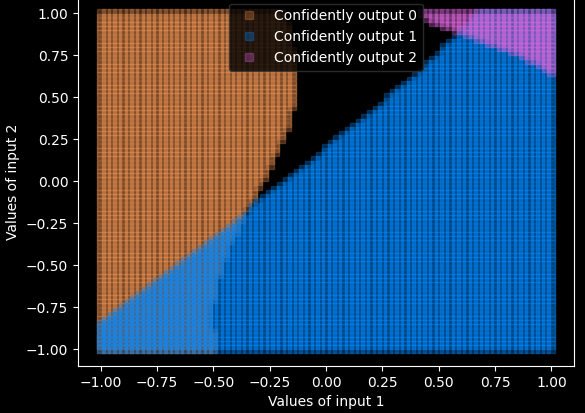 Confidently output 0
Confidently output 1
Confidently output 2
1.00
0.75
0.50
0.25
0.00
−0.25
−0.50
−0.75
−1.00
Values of input 2
−1.00 −0.75 −0.50 −0.25 0.00 0.25 0.50 0.75 1.00
Values of input 1